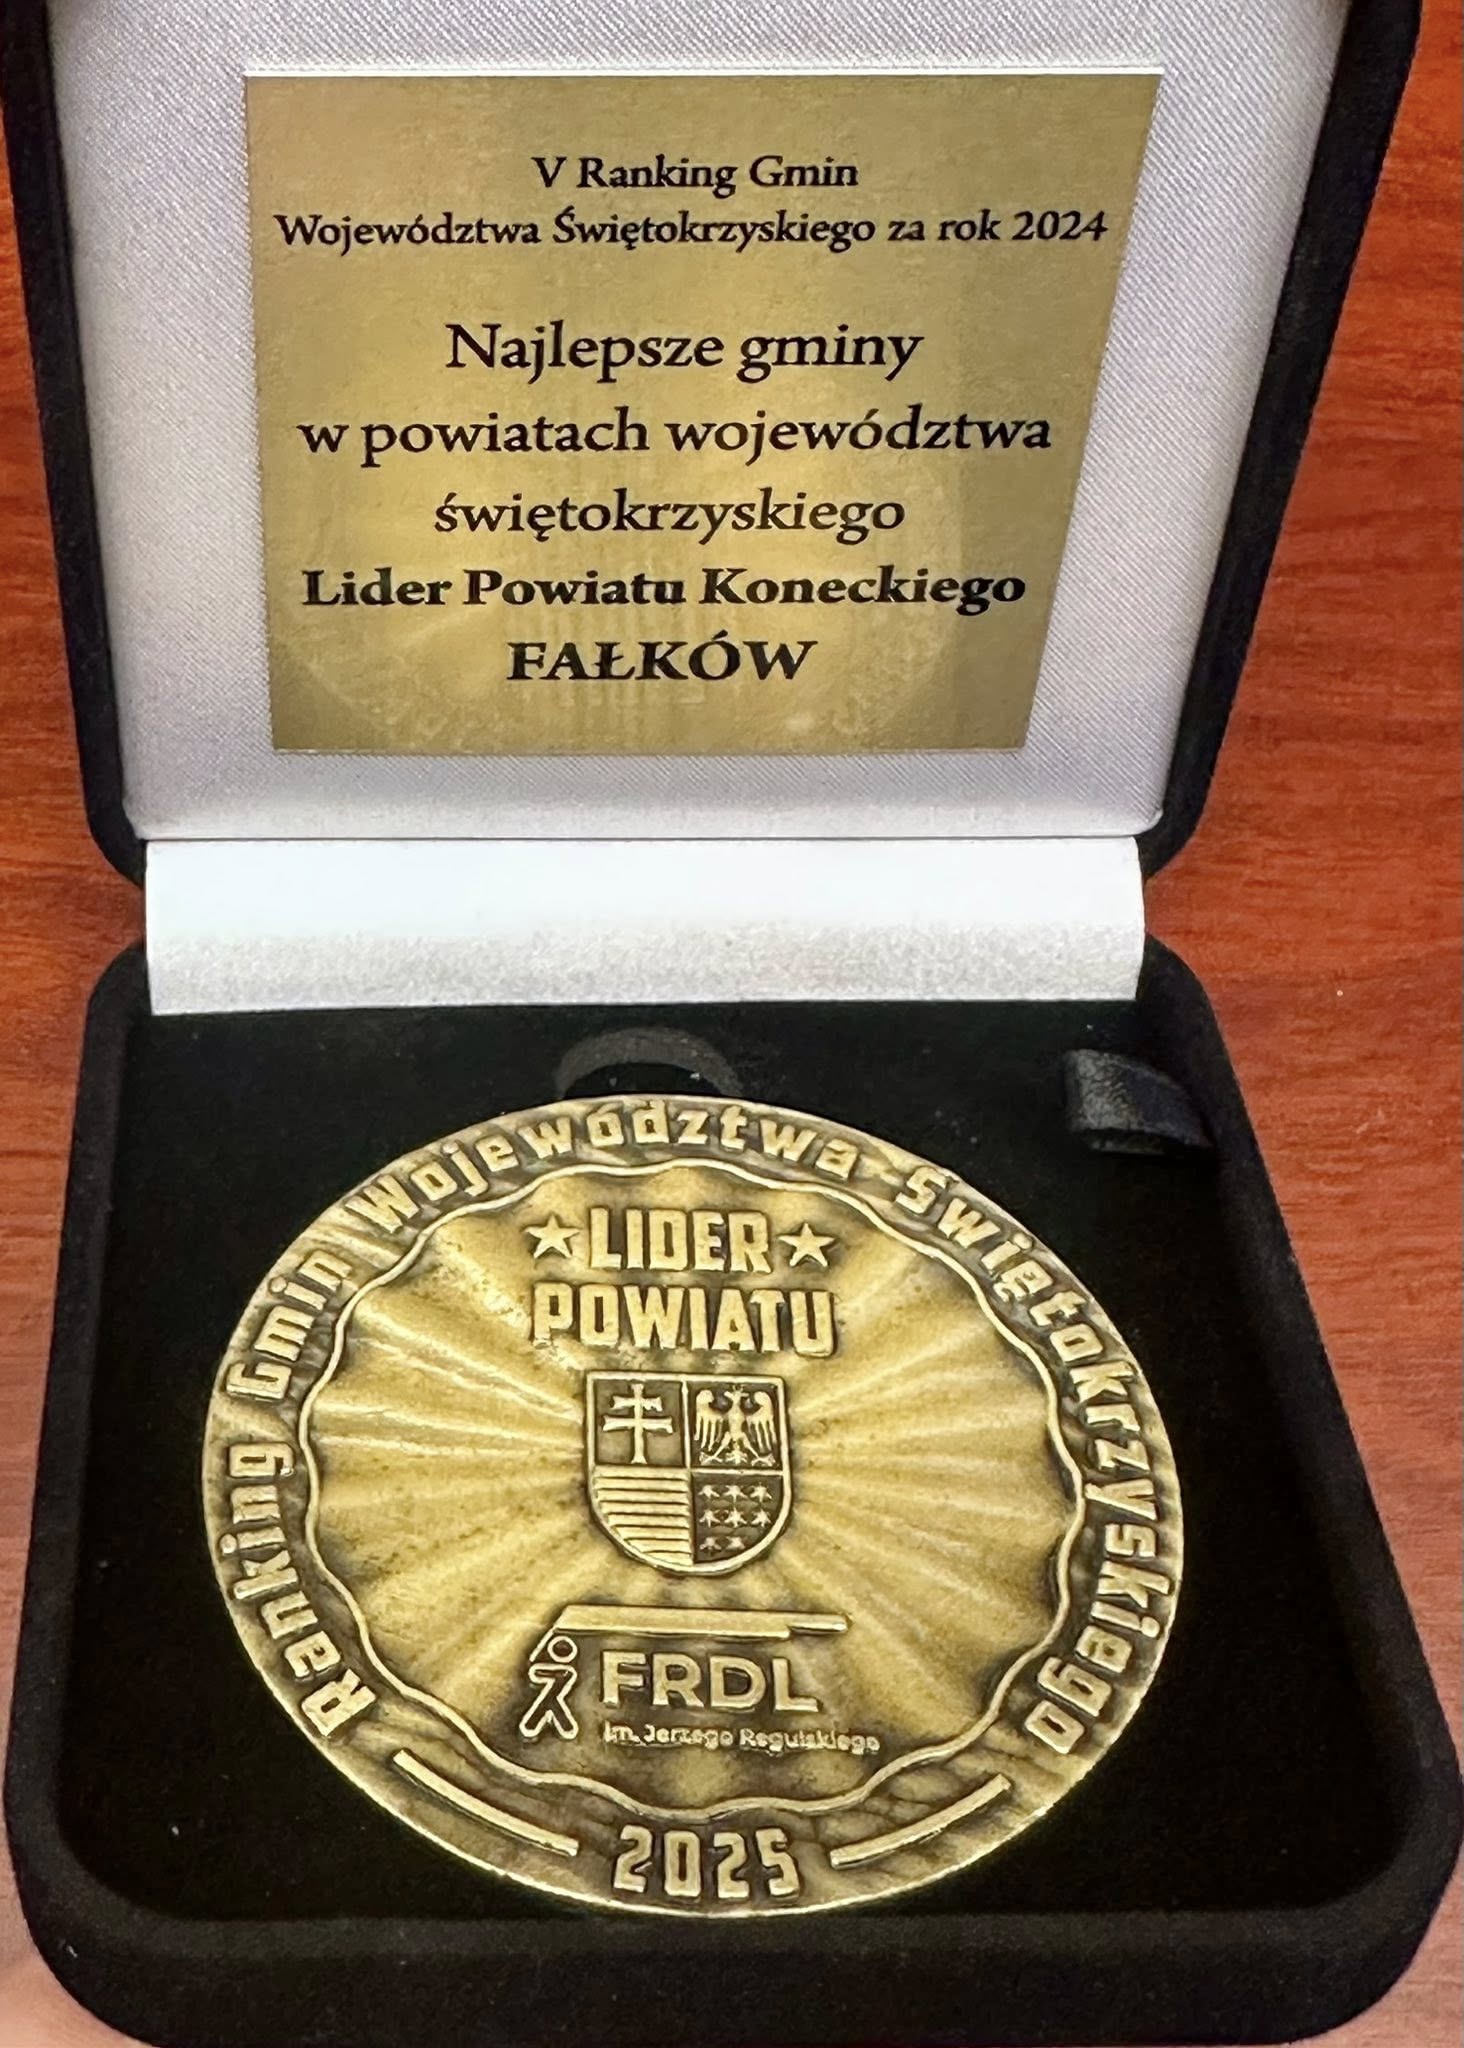 V Ranking Gmin
Województwa Świętokrzyskiego za rok 2024
Najlepsze gminy
w powiatach województwa
świętokrzyskiego
Lider Powiatu Koneckiego
FAŁKÓW
Ranking Gmin Województwa Świętokrzyskiego
LIDER
POWIATU
FRDL
im. Jerzego Regulskiego
2025